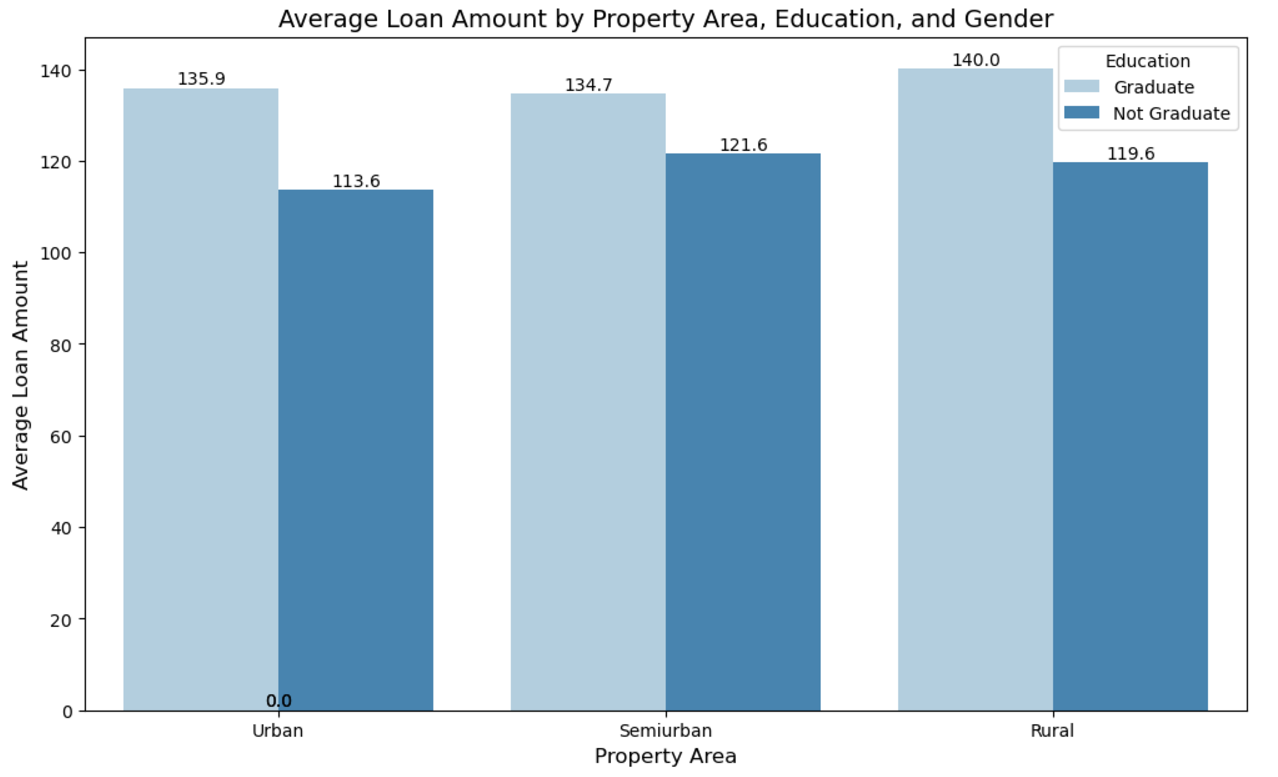 Average Loan Amount by Property Area, Education, and Gender
Average Loan Amount
140
120
100
80
60
40
20
0
135.9
113.6
134.7
121.6
140.0
119.6
0.0
Education
Graduate
Not Graduate
Urban
Semiurban
Rural
Property Area